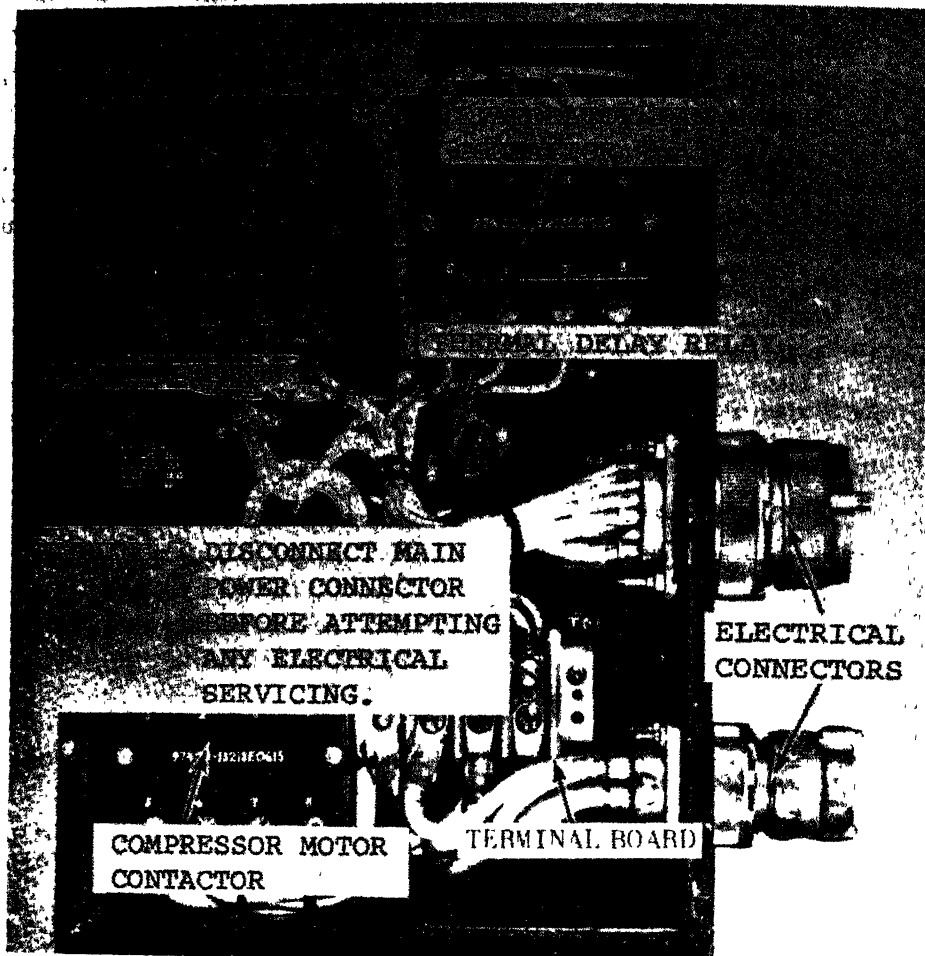 THERMAL DELAY RELAY
DISCONNECT MAIN
POWER CONNECTOR
BEFORE ATTEMPTING
ANY ELECTRICAL
SERVICING.
ELECTRICAL
CONNECTORS
COMPRESSOR MOTOR
CONTACTOR
TERMINAL BOARD